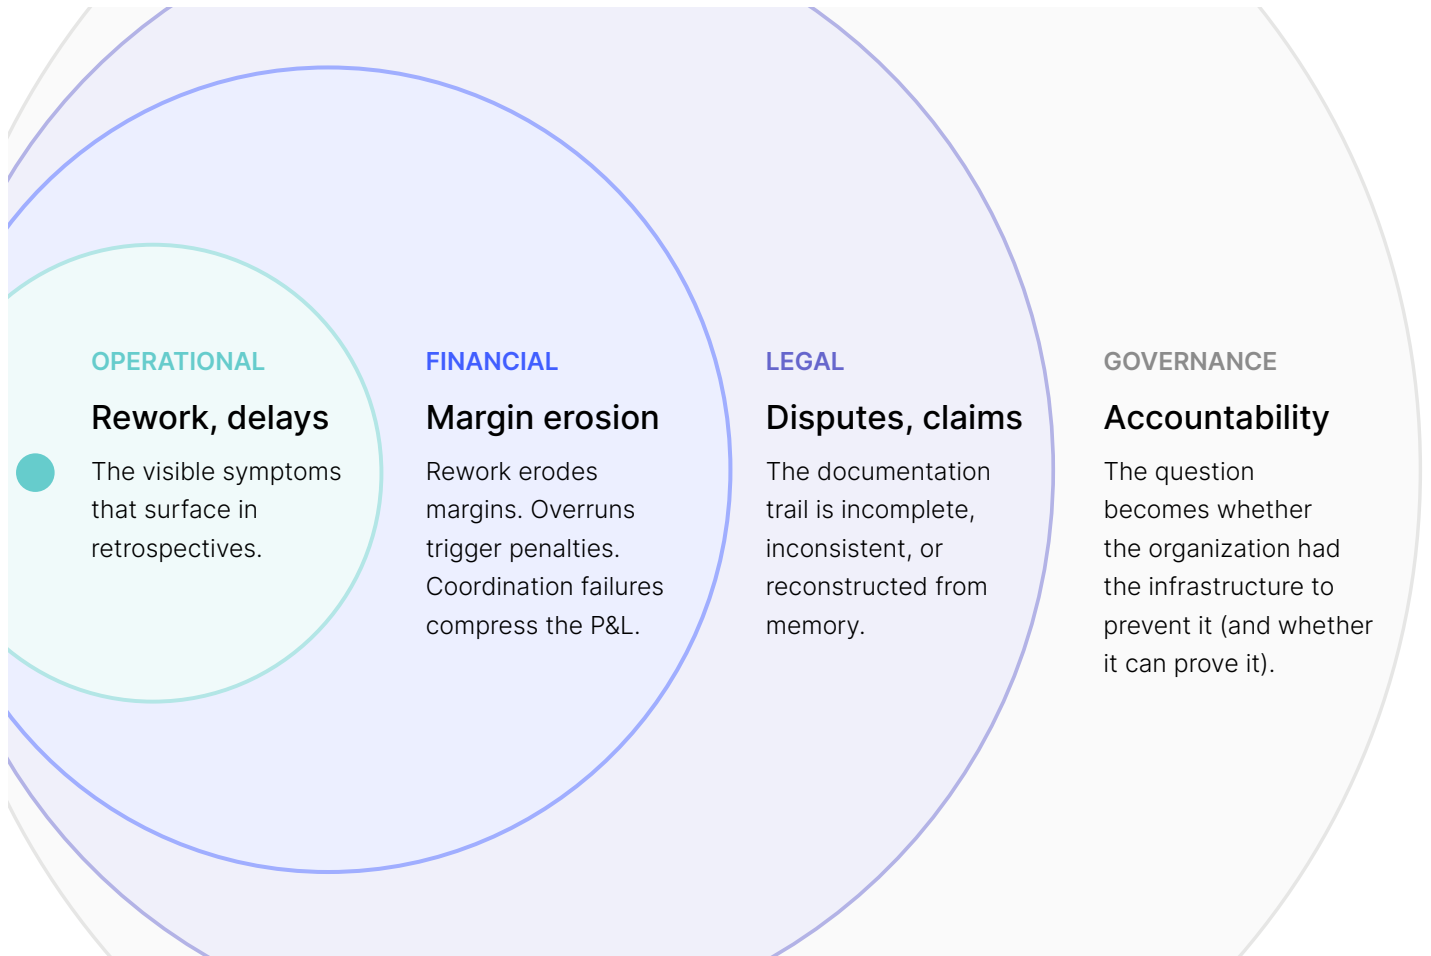 OPERATIONAL
Rework, delays
The visible symptoms
that surface in
retrospectives.
FINANCIAL
Margin erosion
Rework erodes
margins. Overruns
trigger penalties.
Coordination failures
compress the P&L.
LEGAL
Disputes, claims
The documentation
trail is incomplete,
inconsistent, or
reconstructed from
memory.
GOVERNANCE
Accountability
The question
becomes whether
the organization had
the infrastructure to
prevent it (and whether
it can prove it).